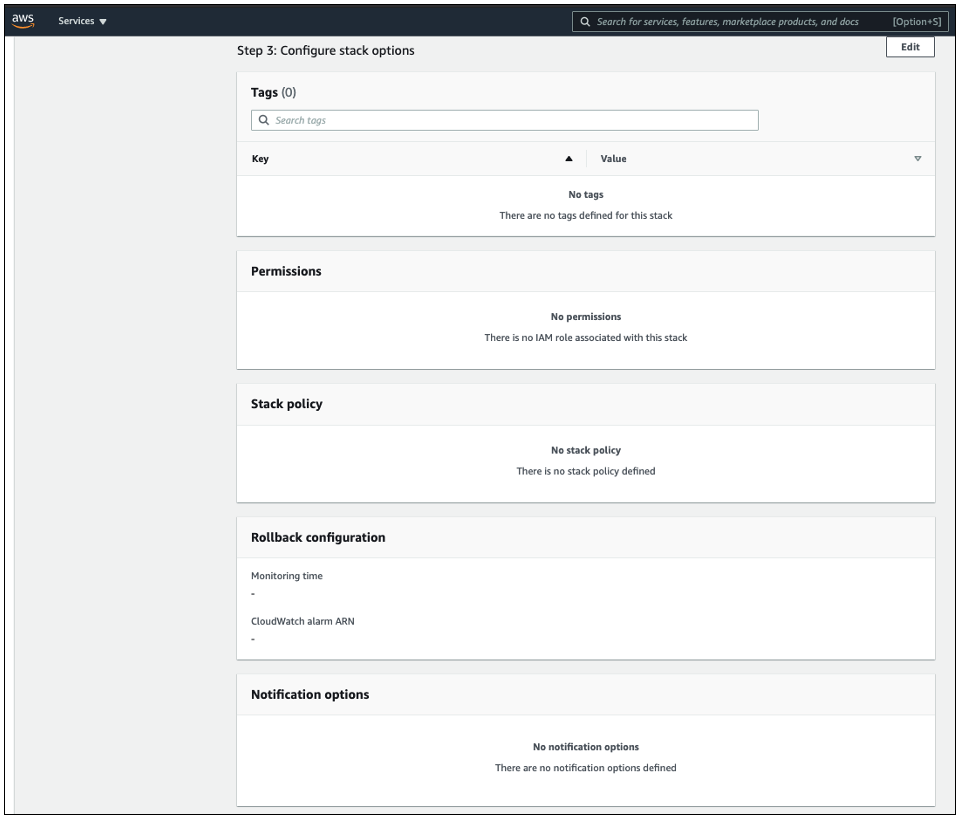 aws
Services
Search for services, features, marketplace products, and docs [Option+S]
Step 3: Configure stack options
Edit
Tags (0)
Search tags
Key Value
No tags
There are no tags defined for this stack
Permissions
No permissions
There is no IAM role associated with this stack
Stack policy
No stack policy
There is no stack policy defined
Rollback configuration
Monitoring time
-
CloudWatch alarm ARN
-
Notification options
No notification options
There are no notification options defined